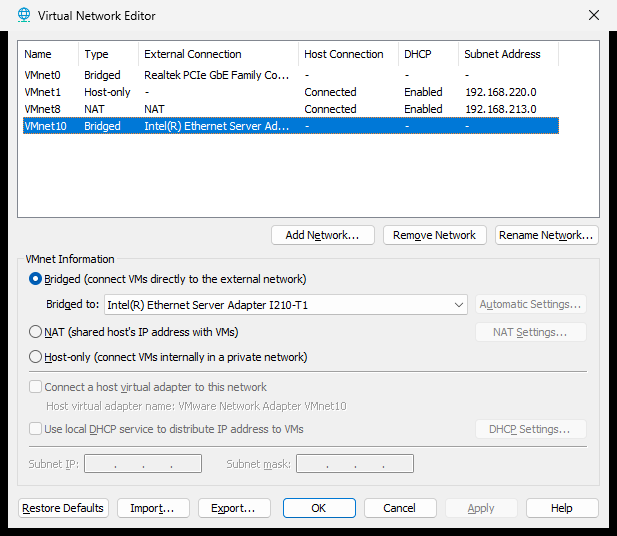 Virtual Network Editor
Name Type External Connection Host Connection DHCP Subnet Address
VMnet0 Bridged Realtek PCIe GbE Family Co... - - -
VMnet1 Host-only - Connected Enabled 192.168.220.0
VMnet8 NAT NAT Connected Enabled 192.168.213.0
VMnet10 Bridged Intel(R) Ethernet Server Ad... - - -
Add Network... Remove Network Rename Network...
VMnet Information
Bridged (connect VMs directly to the external network)
Bridged to: Intel(R) Ethernet Server Adapter I210-T1 Automatic Settings...
NAT (shared host's IP address with VMs) NAT Settings...
Host-only (connect VMs internally in a private network)
Connect a host virtual adapter to this network
Host virtual adapter name: VMware Network Adapter VMnet10
Use local DHCP service to distribute IP address to VMs DHCP Settings...
Subnet IP: . . . Subnet mask: . . .
Restore Defaults Import... Export... OK Cancel Apply Help